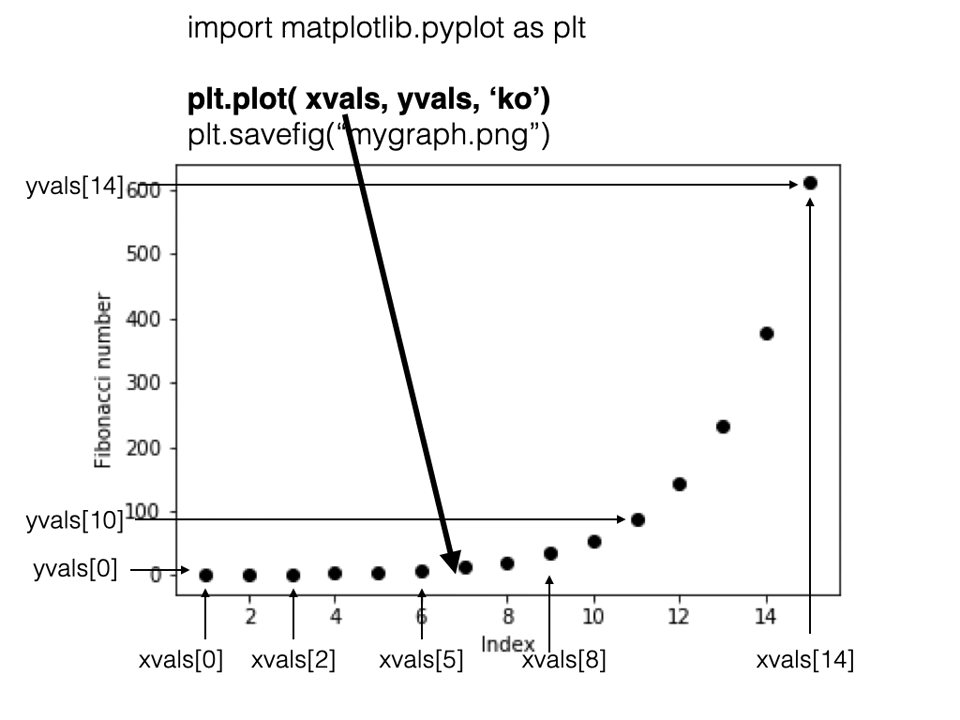 import matplotlib.pyplot as plt
plt.plot( xvals, yvals, ‘ko’)
plt.savefig(“mygraph.png”)
yvals[14]
600
500
400
300
200
100
0
Fibonacci number
yvals[10]
yvals[0]
2 4 6 8 10 12 14
Index
xvals[0] xvals[2] xvals[5] xvals[8] xvals[14]